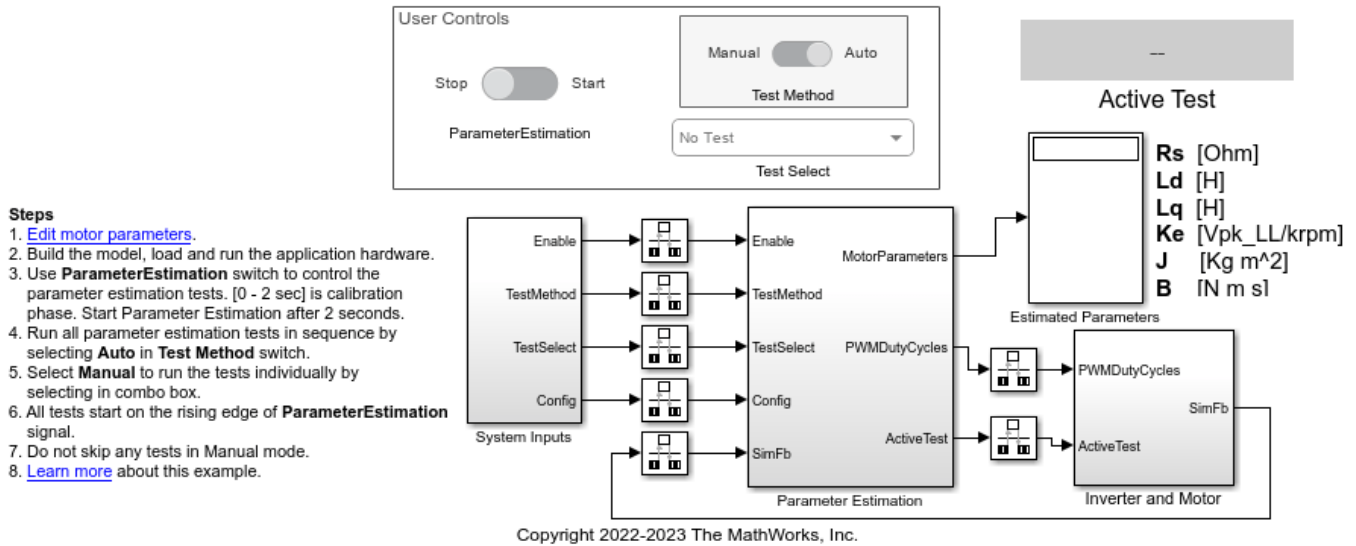 User Controls
Manual Auto
Test Method
Stop Start
ParameterEstimation
No Test
Test Select
--
Active Test
Rs [Ohm]
Ld [H]
Lq [H]
Ke [Vpk_LL/krpm]
J [Kg m^2]
B [N m s]
Estimated Parameters
Steps
1. Edit motor parameters.
2. Build the model, load and run the application hardware.
3. Use ParameterEstimation switch to control the
parameter estimation tests. [0 - 2 sec] is calibration
phase. Start Parameter Estimation after 2 seconds.
4. Run all parameter estimation tests in sequence by
selecting Auto in Test Method switch.
5. Select Manual to run the tests individually by
selecting in combo box.
6. All tests start on the rising edge of ParameterEstimation
signal.
7. Do not skip any tests in Manual mode.
8. Learn more about this example.
Enable
TestMethod
TestSelect
Config
System Inputs
Enable
TestMethod
TestSelect
Config
SimFb
MotorParameters
PWMDutyCycles
ActiveTest
Parameter Estimation
PWMDutyCycles
ActiveTest
SimFb
Inverter and Motor
Copyright 2022-2023 The MathWorks, Inc.